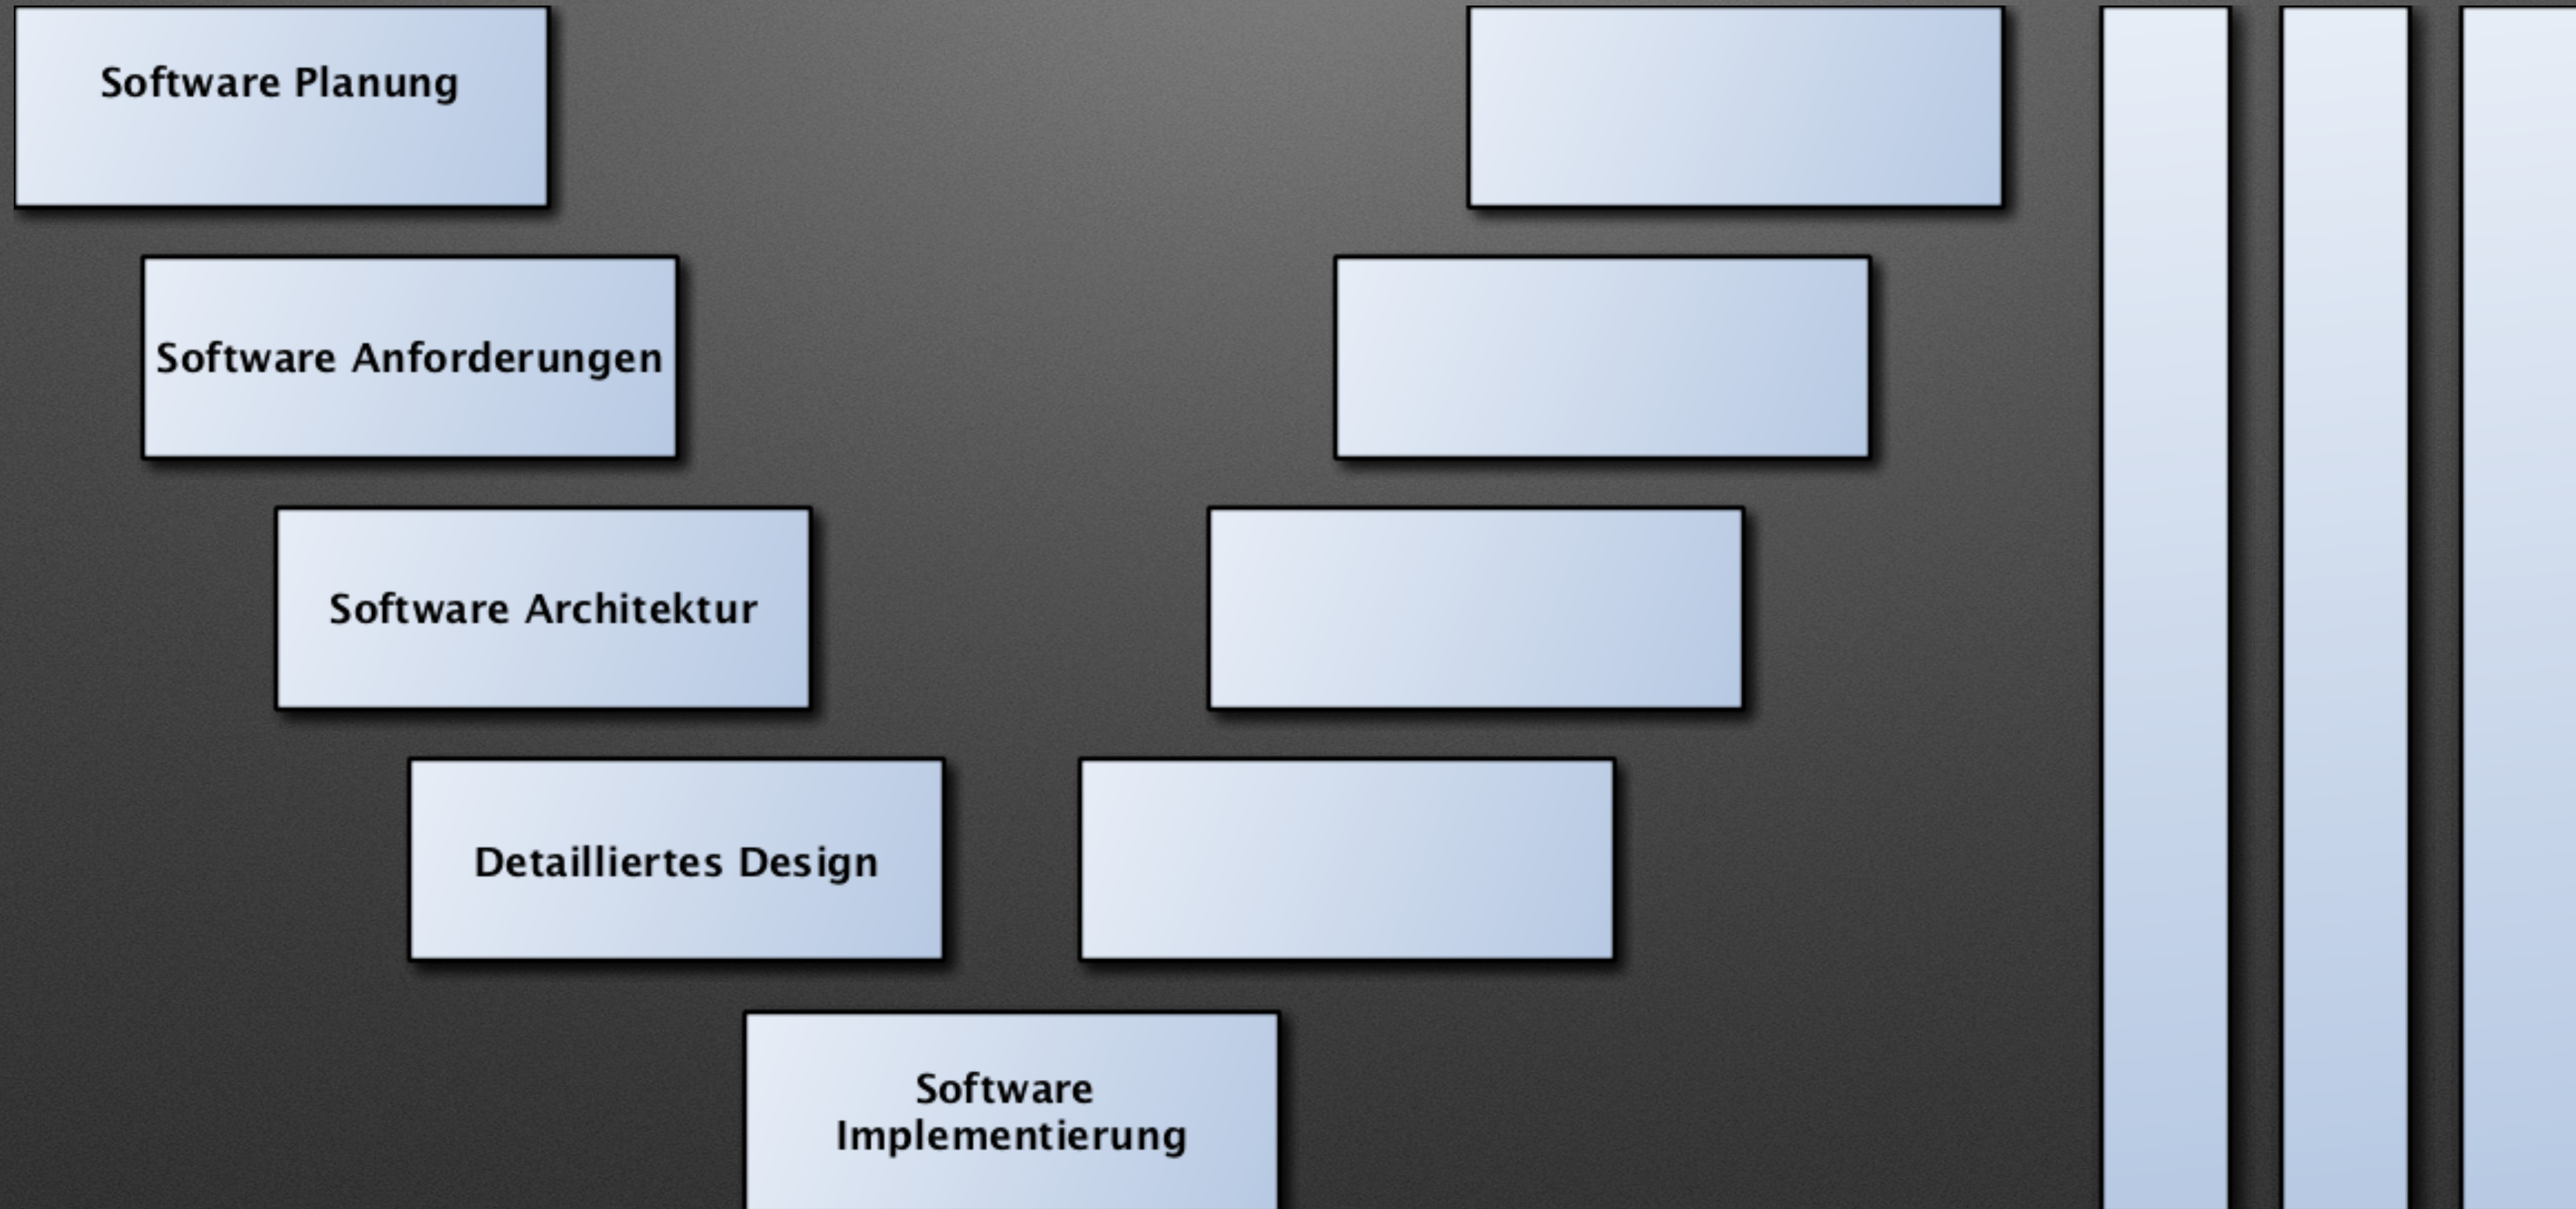 Software Planung
Software Anforderungen
Software Architektur
Detailliertes Design
Software
Implementierung